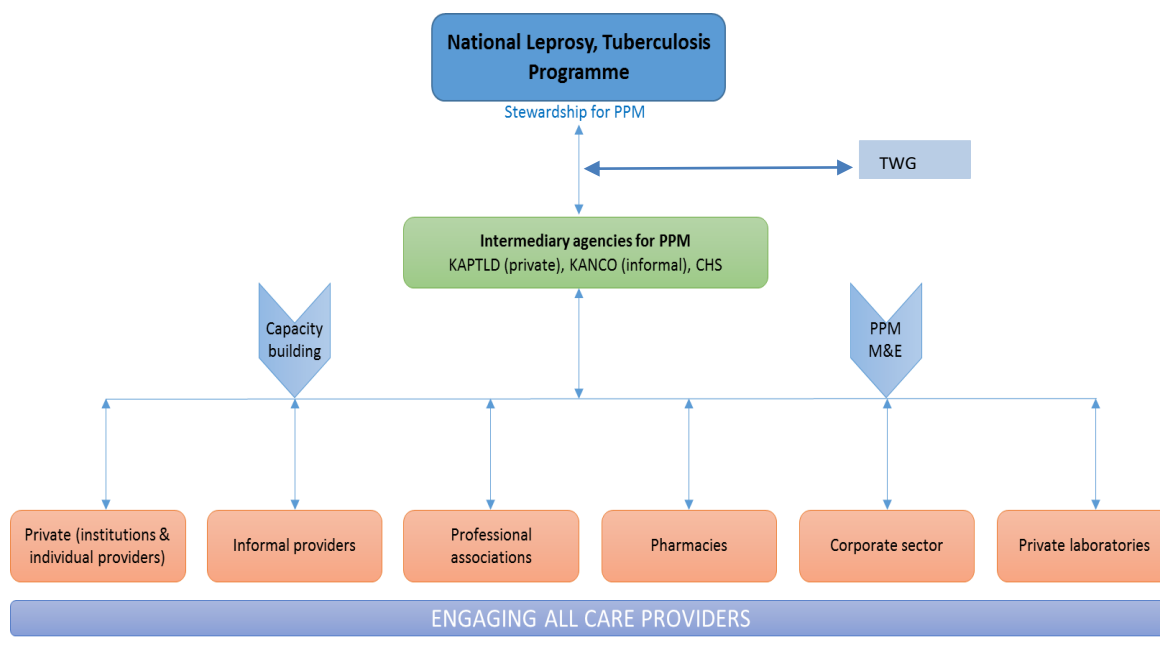 National Leprosy, Tuberculosis
Programme
Stewardship for PPM
TWG
Intermediary agencies for PPM
KAPTLD (private), KANCO (informal), CHS
Capacity
building
PPM
M&E
Private (institutions &
individual providers)
Informal providers
Professional
associations
Pharmacies
Corporate sector
Private laboratories
ENGAGING ALL CARE PROVIDERS